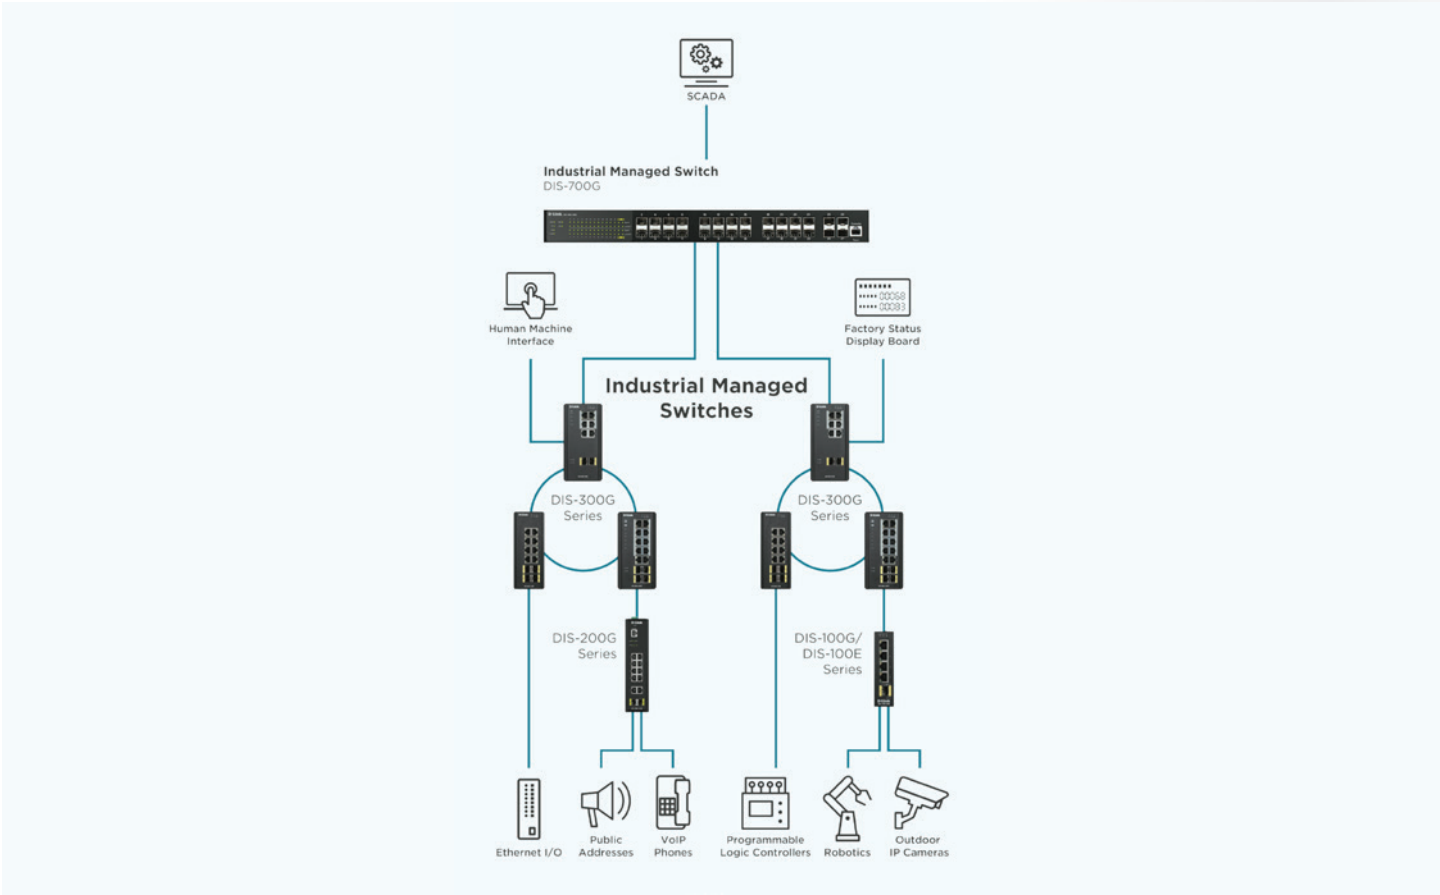 SCADA
Industrial Managed Switch
DIS-700G
Human Machine
Interface
00068
00083
Factory Status
Display Board
Industrial Managed
Switches
DIS-300G
Series
DIS-300G
Series
DIS-200G
Series
DIS-100G/
DIS-100E
Series
Ethernet I/O
Public
Addresses
VoIP
Phones
Programmable
Logic Controllers
Robotics
Outdoor
IP Cameras